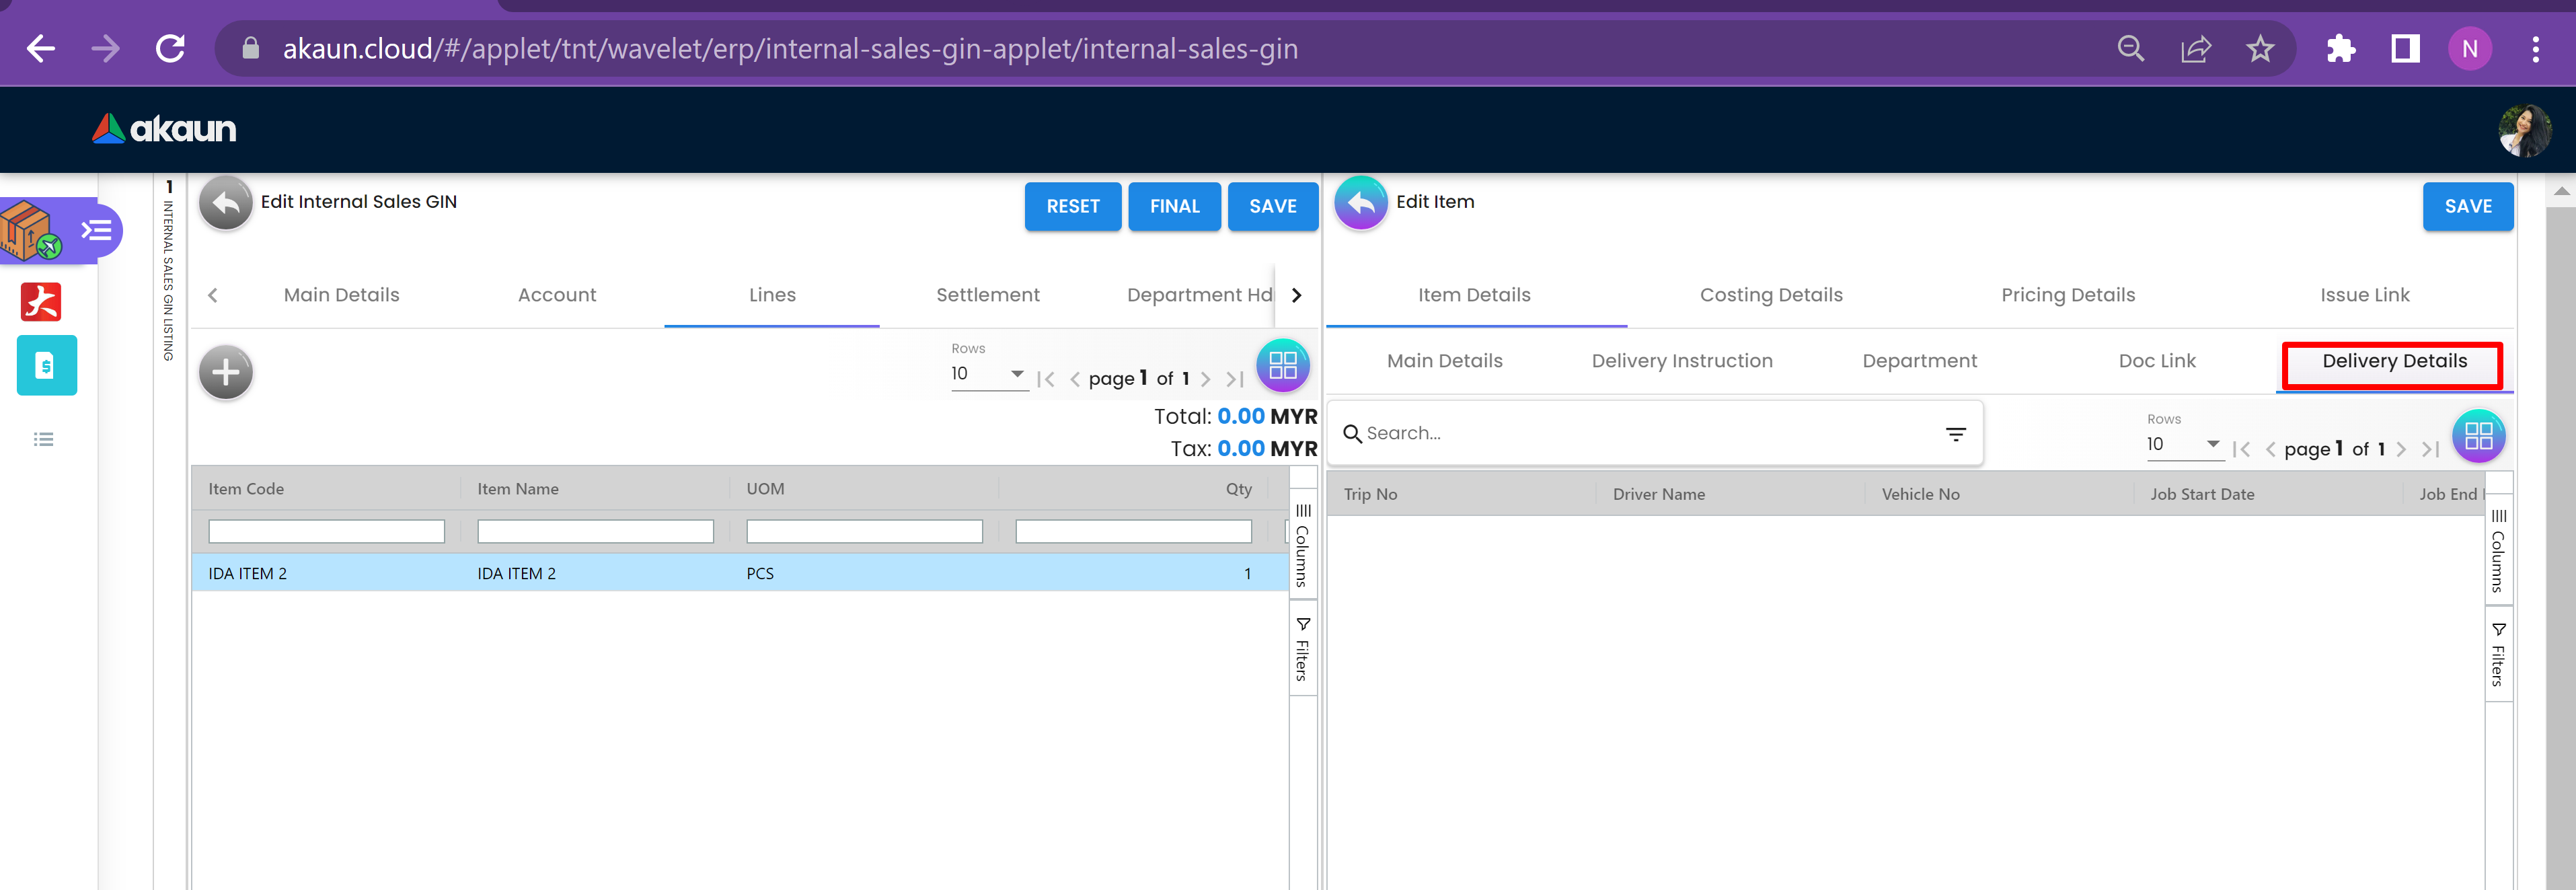 akaun.cloud/#/applet/tnt/wavelet/erp/internal-sales-gin-applet/internal-sales-gin
N
akaun
1 INTERNAL SALES GIN LISTING
Edit Internal Sales GIN
RESET FINAL SAVE
Main Details Account Lines Settlement Department Hd
Rows
10 page 1 of 1
Total: 0.00 MYR
Tax: 0.00 MYR
Item Code Item Name UOM Qty
IDA ITEM 2 IDA ITEM 2 PCS 1
Columns
Filters
Edit Item
SAVE
Item Details Costing Details Pricing Details Issue Link
Main Details Delivery Instruction Department Doc Link Delivery Details
Search...
Rows
10 page 1 of 1
Trip No Driver Name Vehicle No Job Start Date Job End
Columns
Filters